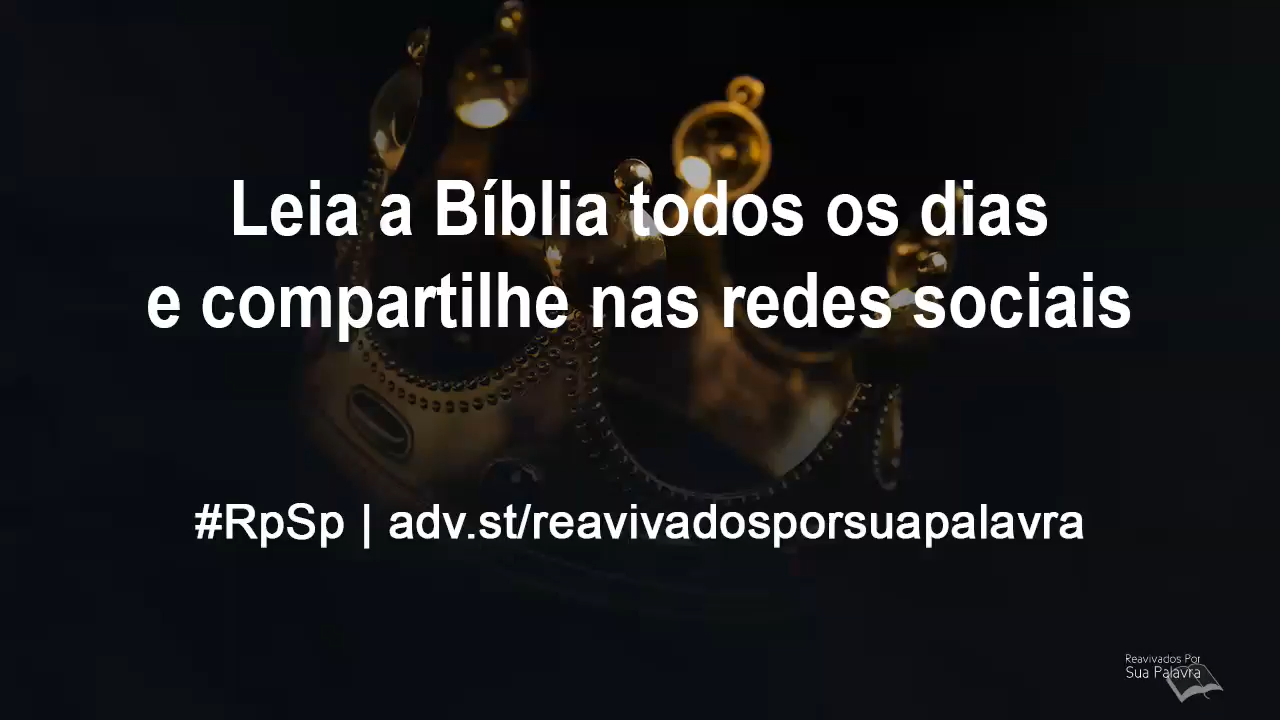 Leia a Bíblia todos os dias
e compartilhe nas redes sociais
#RpSp | adv.st/reavivadosporsuapalavra
Reavivados Por
Sua Palavra